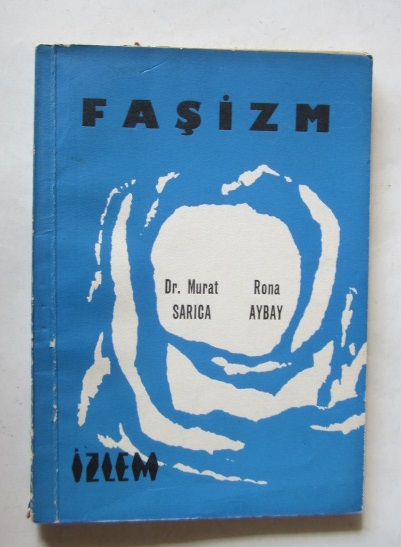 FAŞİZM
Dr. Murat Rona
SARICA AYBAY
İZLEM